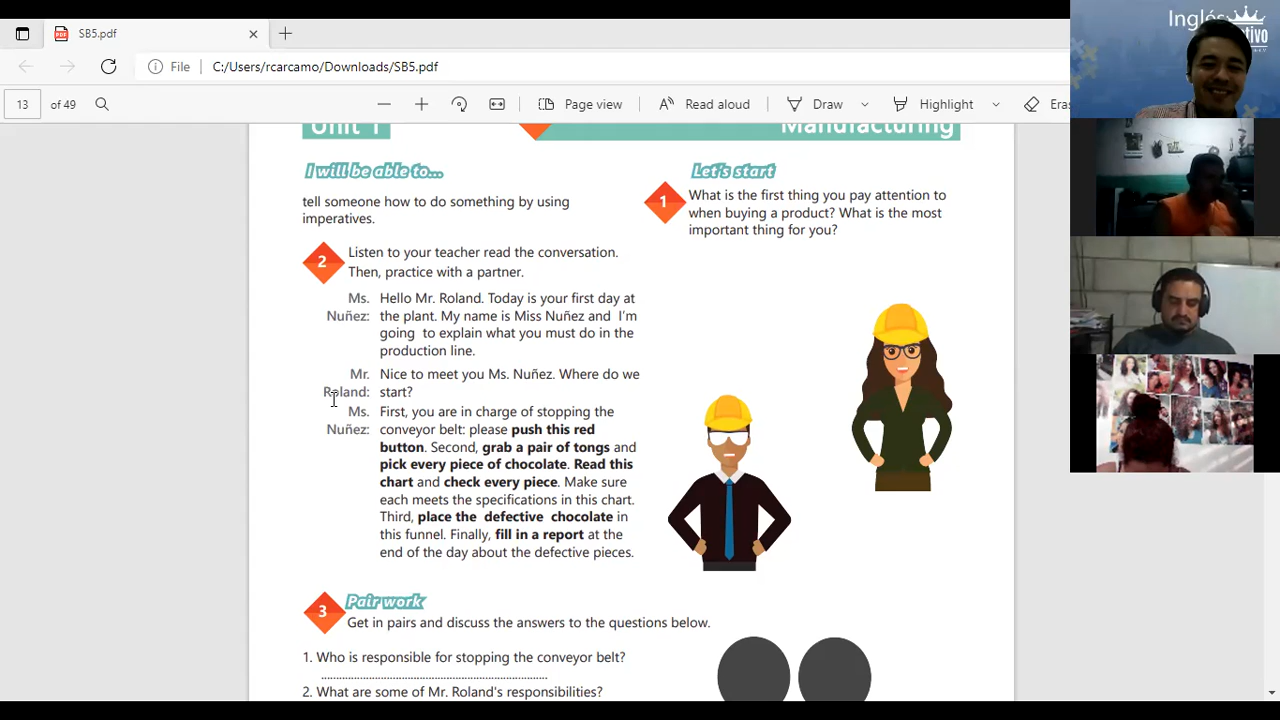 SB5.pdf
File
C:/Users/rcarcamo/Downloads/SB5.pdf
13
of 49
Page view
Read aloud
Draw
Highlight
Unit 1
Manufacturing
I will be able to...
tell someone how to do something by using
imperatives.
Let's start
1
What is the first thing you pay attention to
when buying a product? What is the most
important thing for you?
2
Listen to your teacher read the conversation.
Then, practice with a partner.
Ms. Hello Mr. Roland. Today is your first day at
Nuñez: the plant. My name is Miss Nuñez and I'm
going to explain what you must do in the
production line.
Mr. Nice to meet you Ms. Nuñez. Where do we
Roland: start?
Ms. First, you are in charge of stopping the
Nuñez: conveyor belt: please push this red
button. Second, grab a pair of tongs and
pick every piece of chocolate. Read this
chart and check every piece. Make sure
each meets the specifications in this chart.
Third, place the defective chocolate in
this funnel. Finally, fill in a report at the
end of the day about the defective pieces.
3
Pair work
Get in pairs and discuss the answers to the questions below.
1. Who is responsible for stopping the conveyor belt?
2. What are some of Mr. Roland's responsibilities?